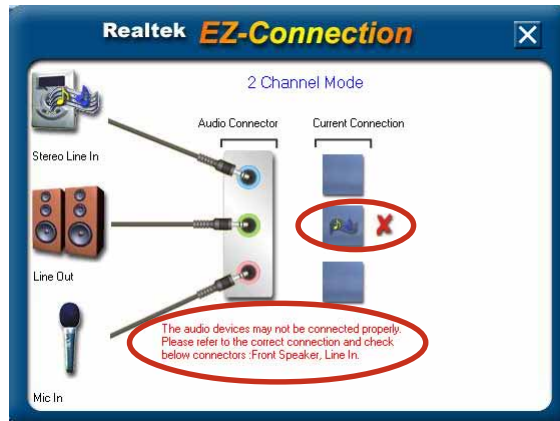 Realtek EZ-Connection
2 Channel Mode
Audio Connector
Current Connection
Stereo Line In
Line Out
Mic In
The audio devices may not be connected properly.
Please refer to the correct connection and check
below connectors :Front Speaker, Line In.